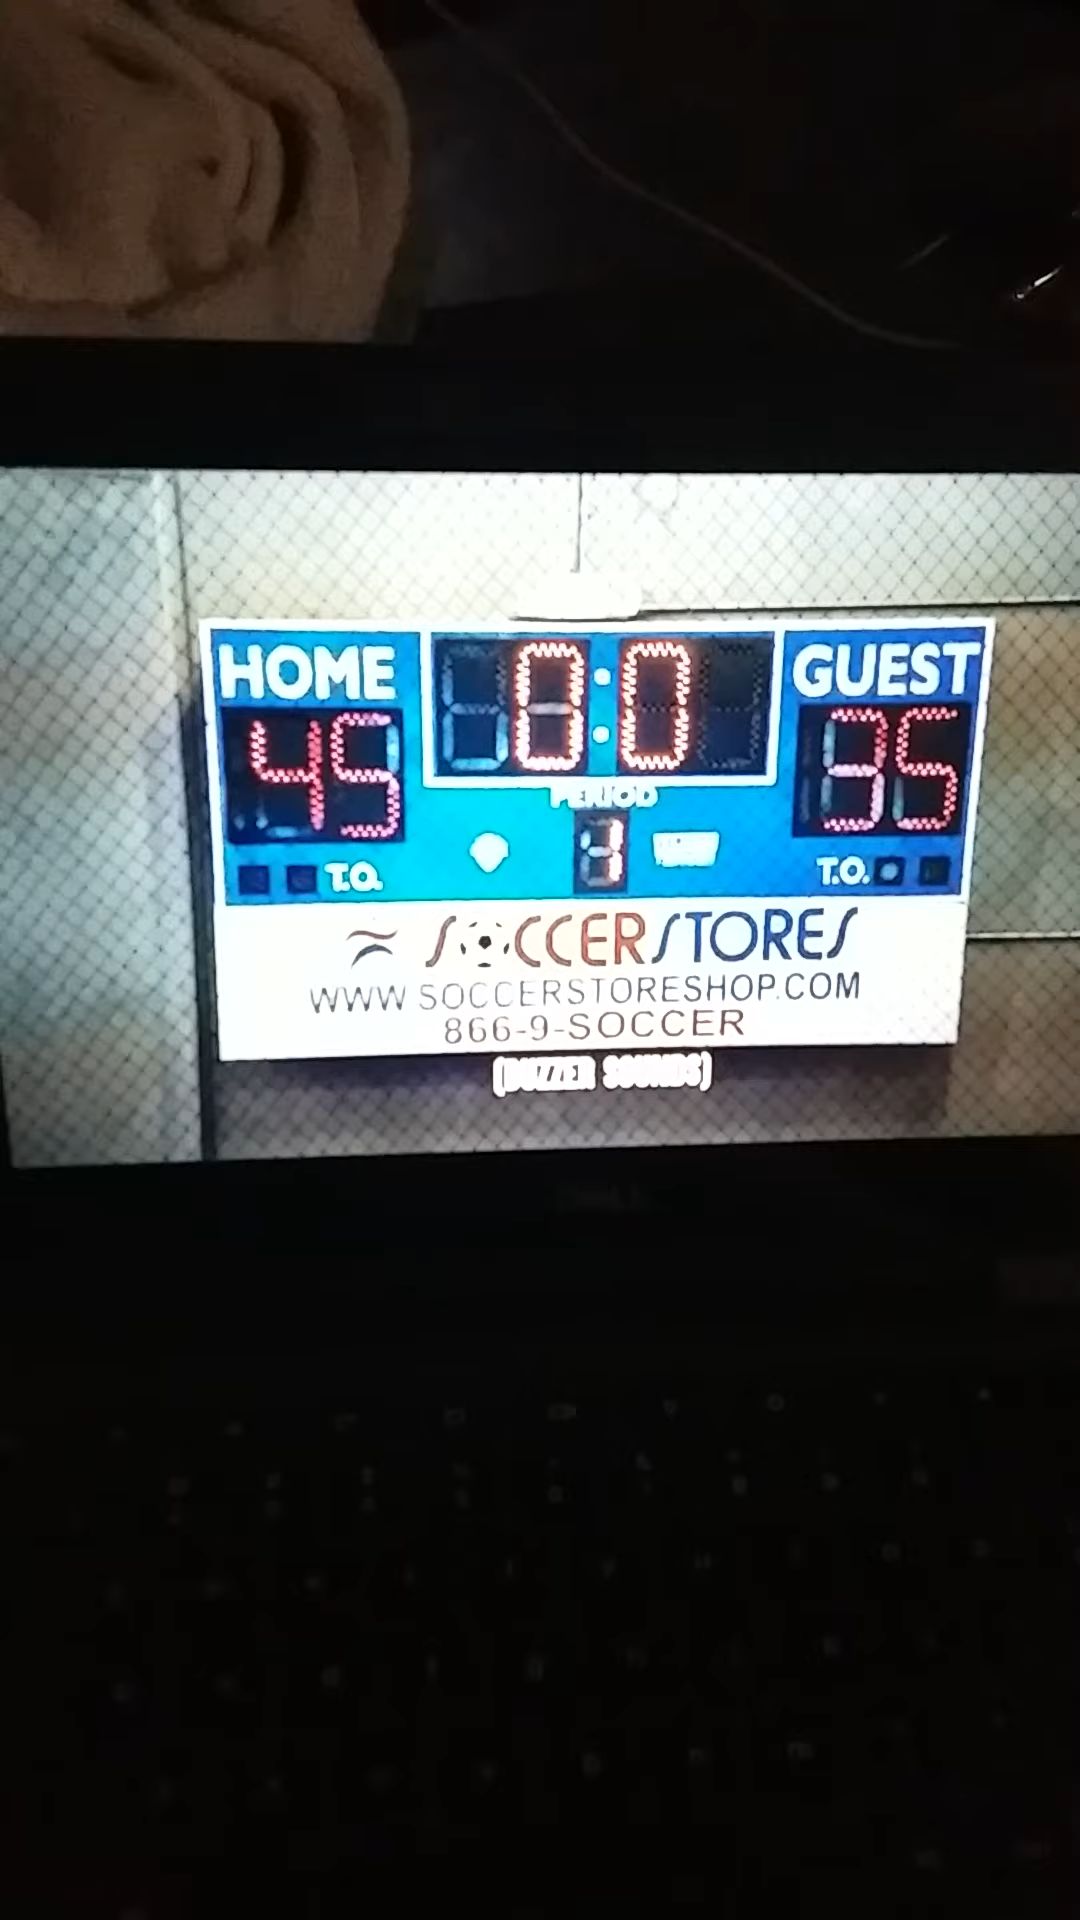 HOME 0:0 GUEST
45 35
PERIOD
1
T.O. T.O.
SOCCERSTORES
WWW SOCCERSTORESHOP.COM
866-9-SOCCER
(BUZZER SOUNDS)